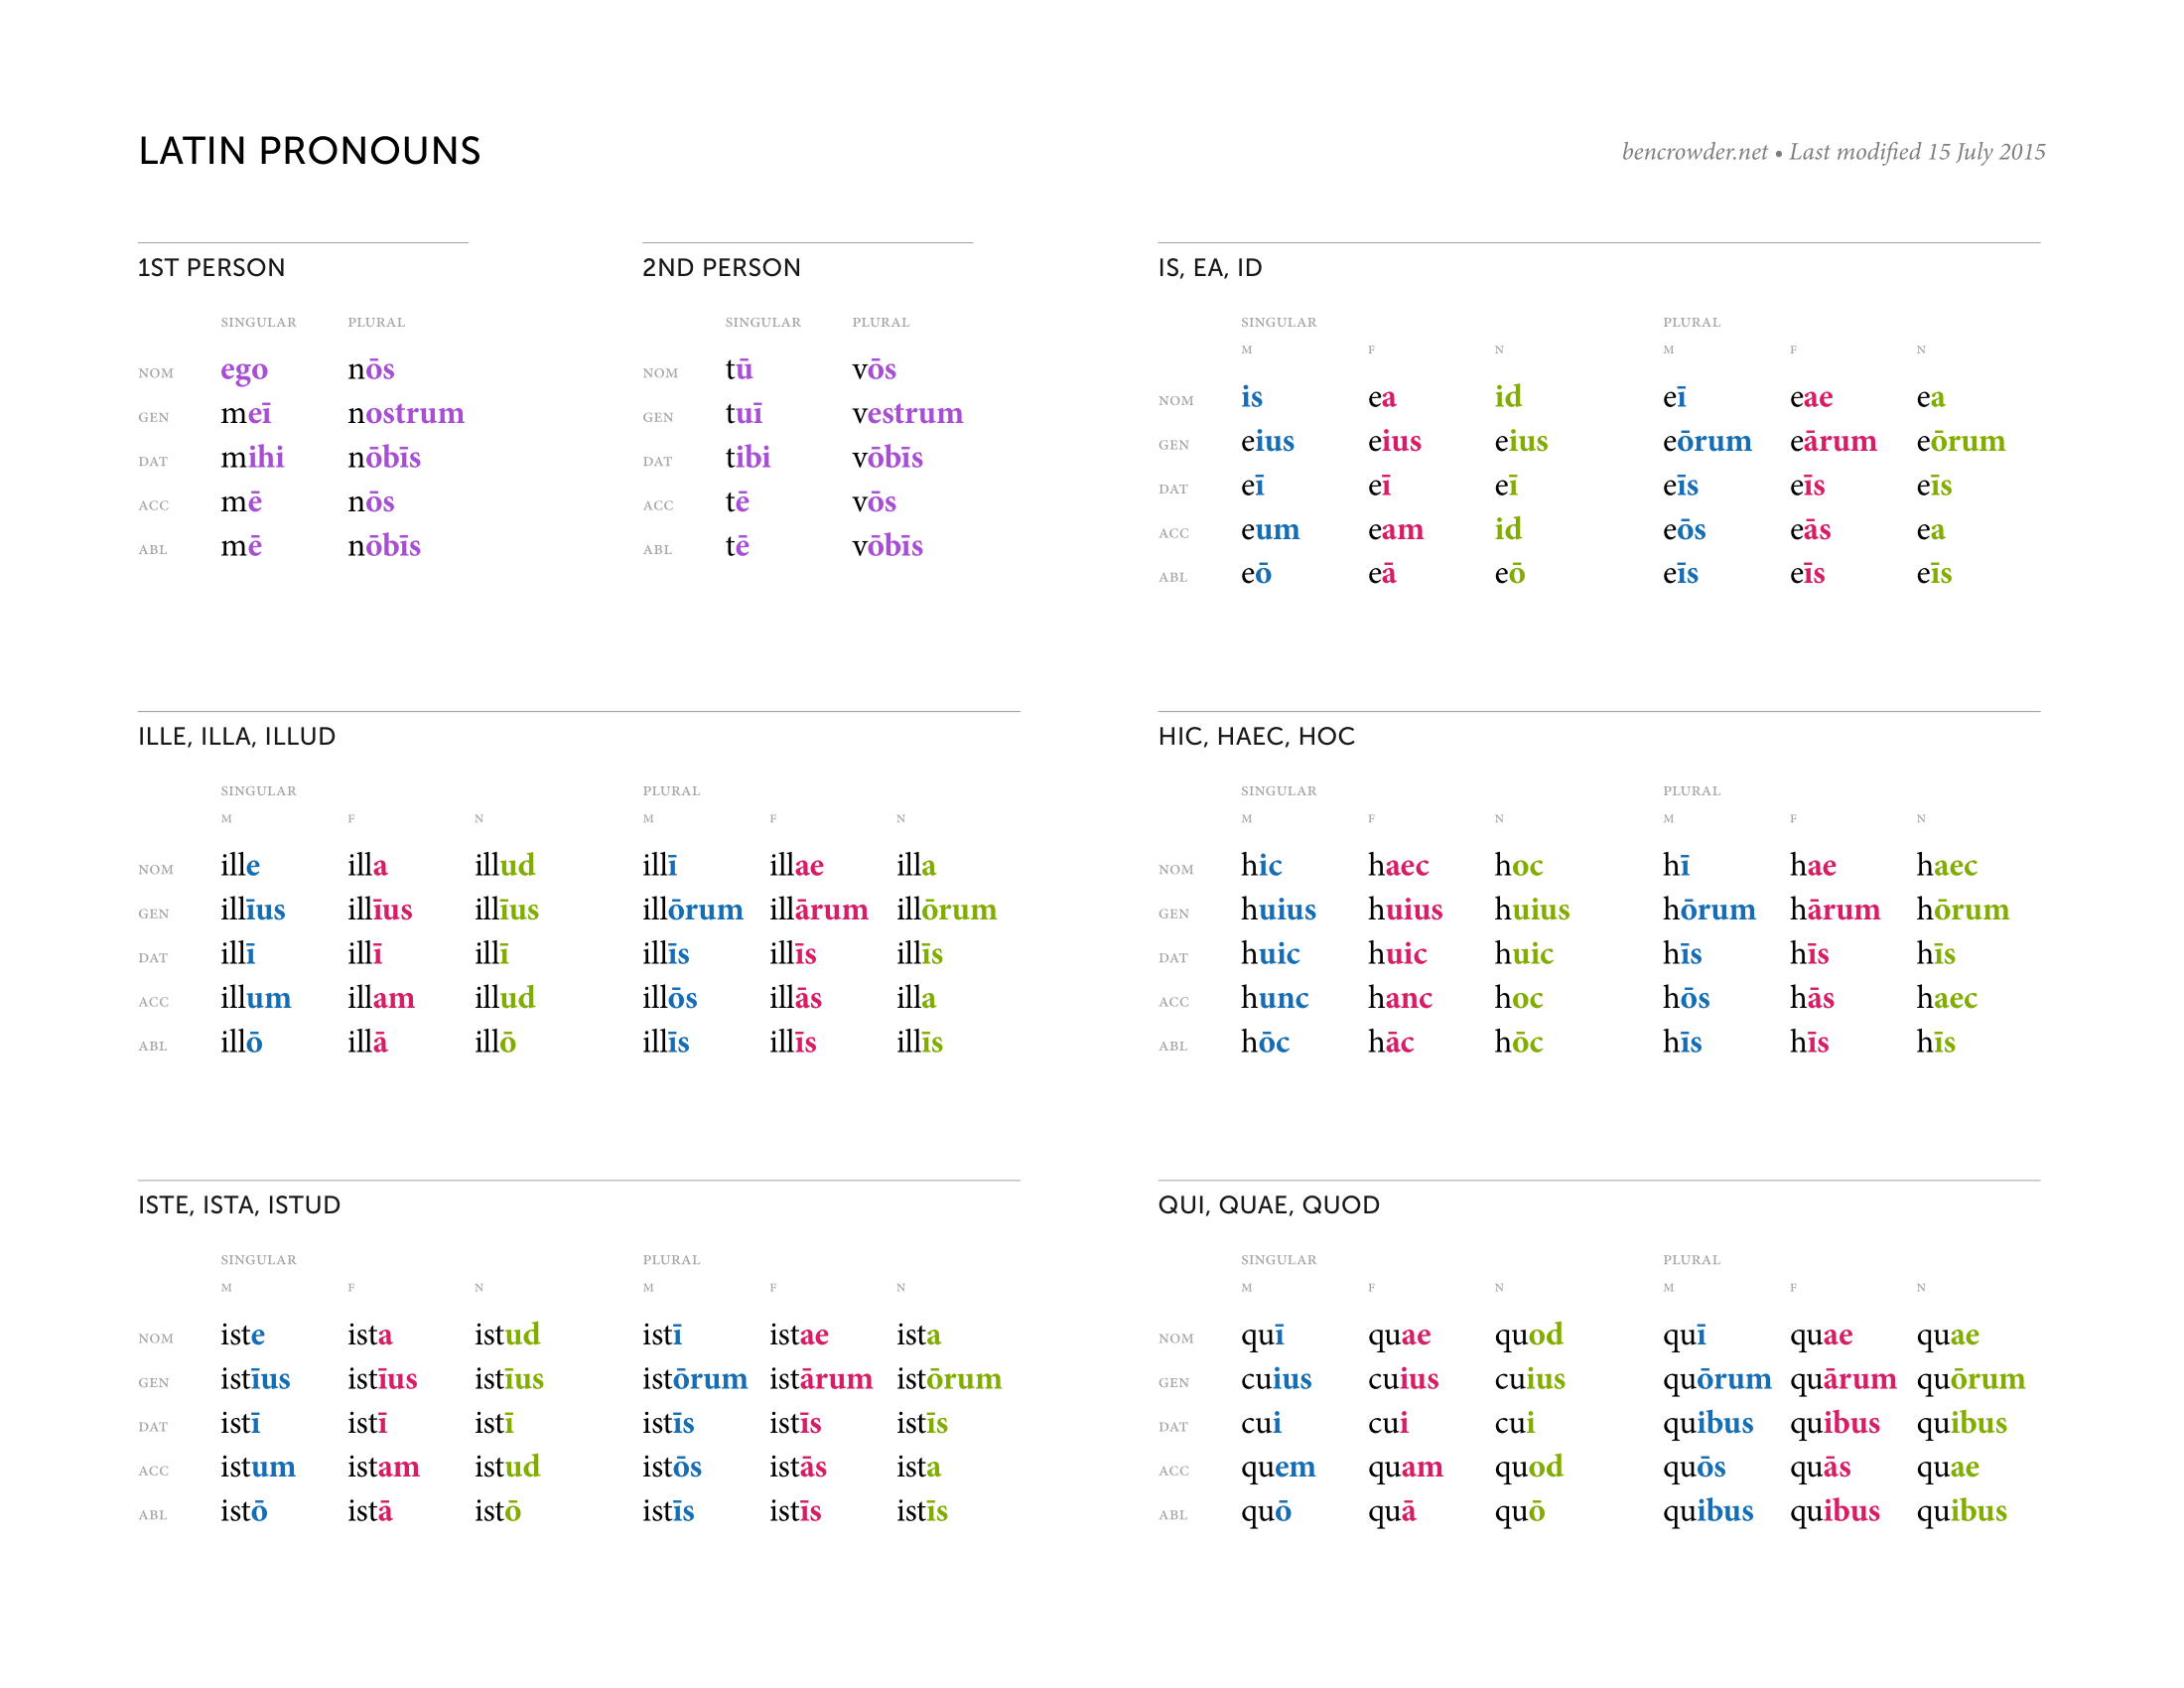 LATIN PRONOUNS
bencrowder.net • Last modified 15 July 2015
1ST PERSON
SINGULAR PLURAL
NOM ego nōs
GEN meī nostrum
DAT mihi nōbīs
ACC mē nōs
ABL mē nōbīs
2ND PERSON
SINGULAR PLURAL
NOM tū vōs
GEN tuī vestrum
DAT tibi vōbīs
ACC tē vōs
ABL tē vōbīs
IS, EA, ID
SINGULAR PLURAL
M F N M F N
NOM is ea id eī eae ea
GEN eius eius eius eōrum eārum eōrum
DAT eī eī eī eīs eīs eīs
ACC eum eam id eōs eās ea
ABL eō eā eō eīs eīs eīs
ILLE, ILLA, ILLUD
SINGULAR PLURAL
M F N M F N
NOM ille illa illud illī illae illa
GEN illīus illīus illīus illōrum illārum illōrum
DAT illī illī illī illīs illīs illīs
ACC illum illam illud illōs illās illa
ABL illō illā illō illīs illīs illīs
HIC, HAEC, HOC
SINGULAR PLURAL
M F N M F N
NOM hic haec hoc hī hae haec
GEN huius huius huius hōrum hārum hōrum
DAT huic huic huic hīs hīs hīs
ACC hunc hanc hoc hōs hās haec
ABL hōc hāc hōc hīs hīs hīs
ISTE, ISTA, ISTUD
SINGULAR PLURAL
M F N M F N
NOM iste ista istud istī istae ista
GEN istīus istīus istīus istōrum istārum istōrum
DAT istī istī istī istīs istīs istīs
ACC istum istam istud istōs istās ista
ABL istō istā istō istīs istīs istīs
QUI, QUAE, QUOD
SINGULAR PLURAL
M F N M F N
NOM quī quae quod quī quae quae
GEN cuius cuius cuius quōrum quārum quōrum
DAT cui cui cui quibus quibus quibus
ACC quem quam quod quōs quās quae
ABL quō quā quō quibus quibus quibus